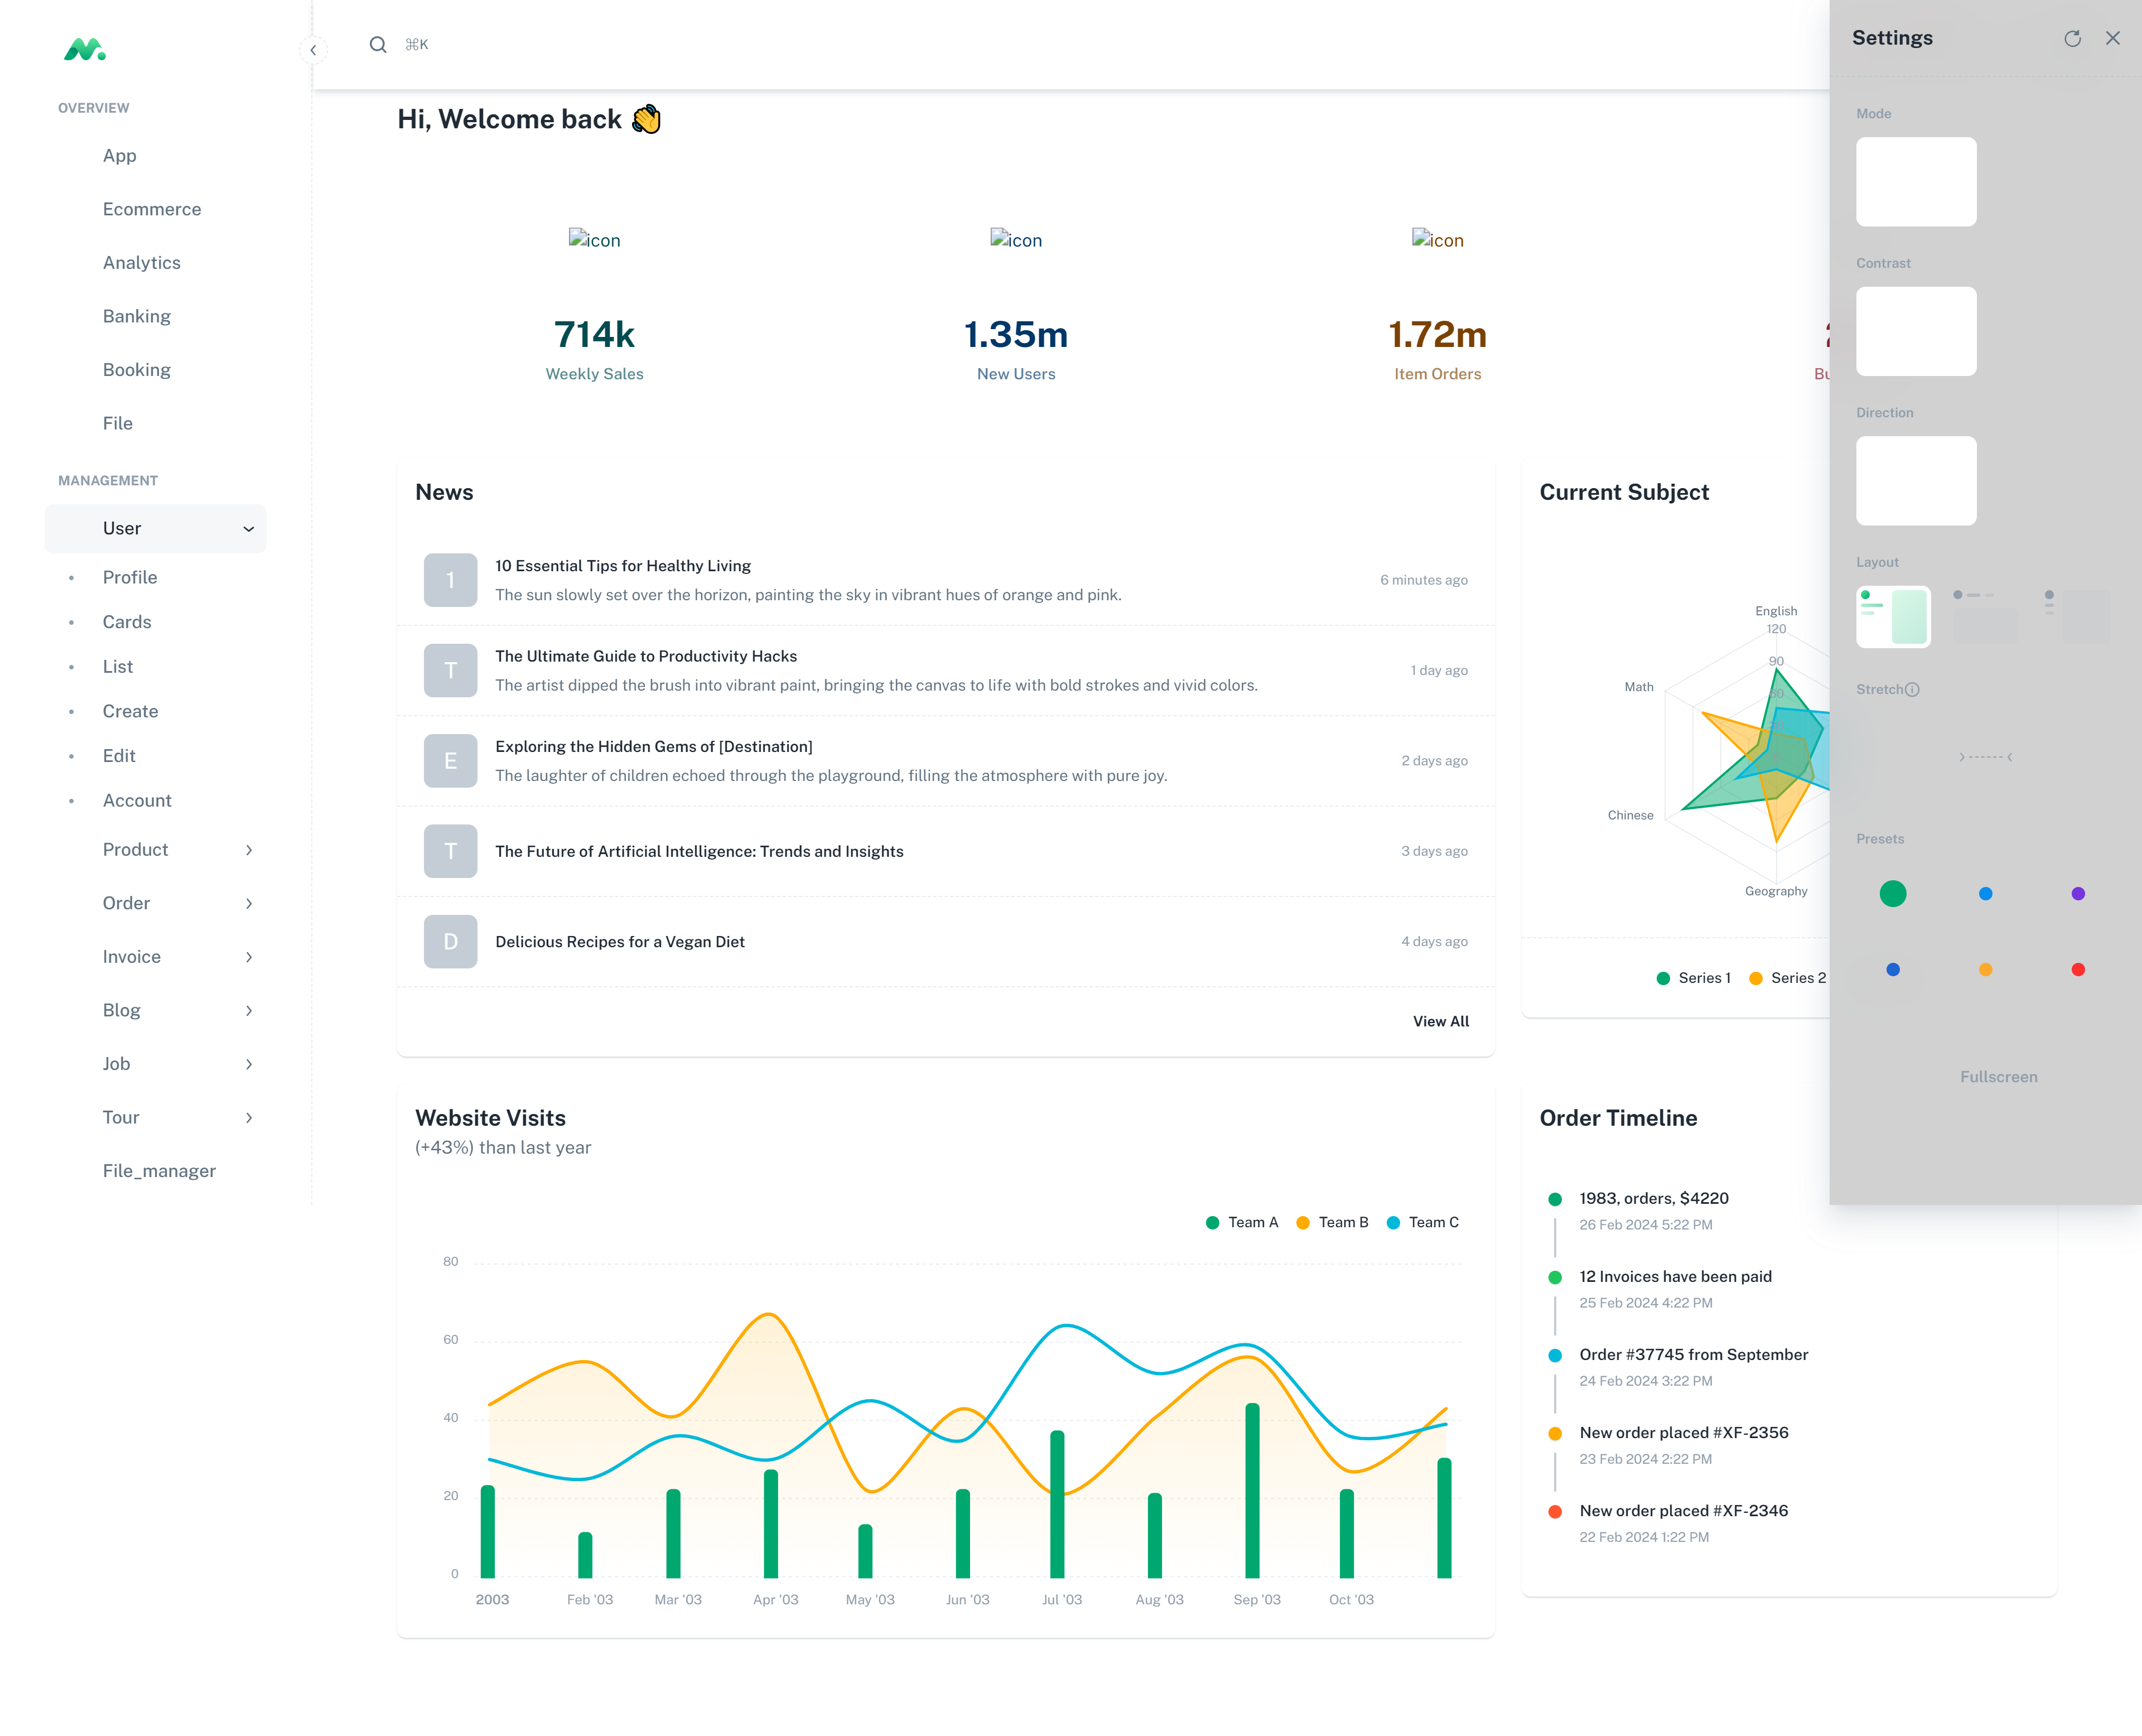 ⌘K
Settings
OVERVIEW
App
Ecommerce
Analytics
Banking
Booking
File
MANAGEMENT
User
Profile
Cards
List
Create
Edit
Account
Product
Order
Invoice
Blog
Job
Tour
File_manager
Hi, Welcome back 👋
icon
714k
Weekly Sales
icon
1.35m
New Users
icon
1.72m
Item Orders
News
1
10 Essential Tips for Healthy Living
The sun slowly set over the horizon, painting the sky in vibrant hues of orange and pink.
6 minutes ago
T
The Ultimate Guide to Productivity Hacks
The artist dipped the brush into vibrant paint, bringing the canvas to life with bold strokes and vivid colors.
1 day ago
E
Exploring the Hidden Gems of [Destination]
The laughter of children echoed through the playground, filling the atmosphere with pure joy.
2 days ago
T
The Future of Artificial Intelligence: Trends and Insights
3 days ago
D
Delicious Recipes for a Vegan Diet
4 days ago
View All
Current Subject
English
120
90
Math
Chinese
Geography
Series 1
Series 2
Website Visits
(+43%) than last year
Team A
Team B
Team C
80
60
40
20
0
2003
Feb '03
Mar '03
Apr '03
May '03
Jun '03
Jul '03
Aug '03
Sep '03
Oct '03
Order Timeline
1983, orders, $4220
26 Feb 2024 5:22 PM
12 Invoices have been paid
25 Feb 2024 4:22 PM
Order #37745 from September
24 Feb 2024 3:22 PM
New order placed #XF-2356
23 Feb 2024 2:22 PM
New order placed #XF-2346
22 Feb 2024 1:22 PM
Mode
Contrast
Direction
Layout
Stretch
Presets
Fullscreen